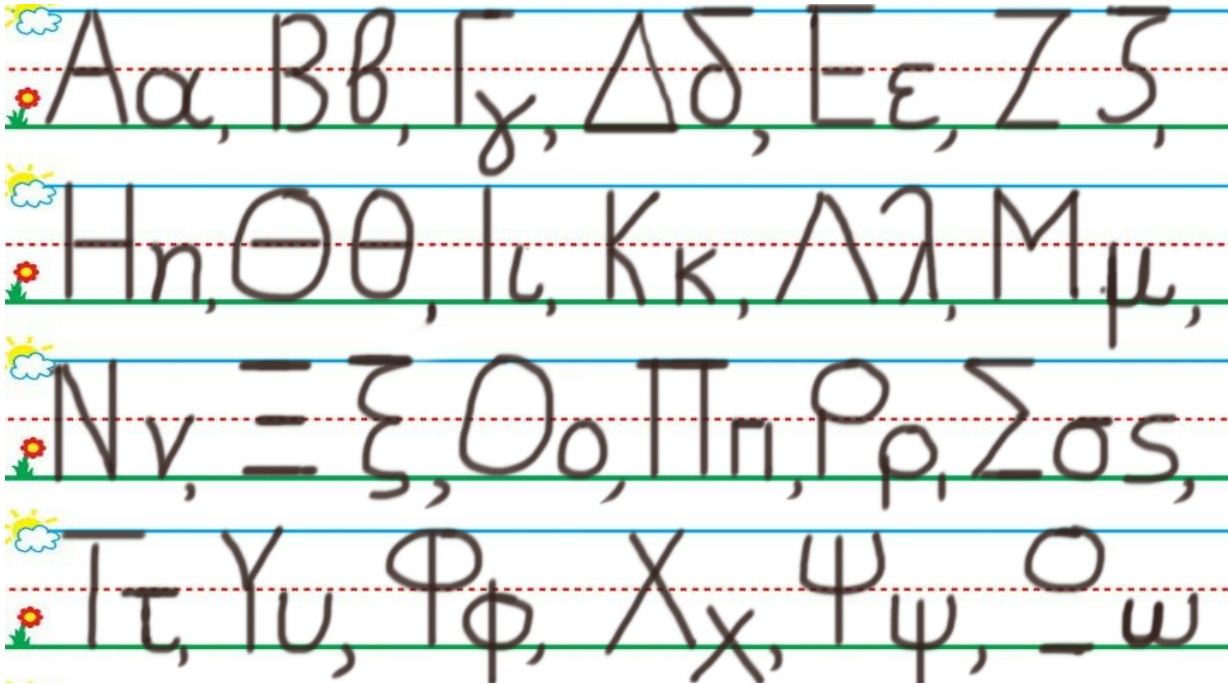 Αα, Ββ, Γγ, Δδ, Εε, Ζζ,
Ηη, Θθ, Ιι, Κκ, Λλ, Μμ,
Νν, Ξξ, Οο, Ππ, Ρρ, Σσς,
Ττ, Υυ, Φφ, Χχ, Ψψ, Ωω